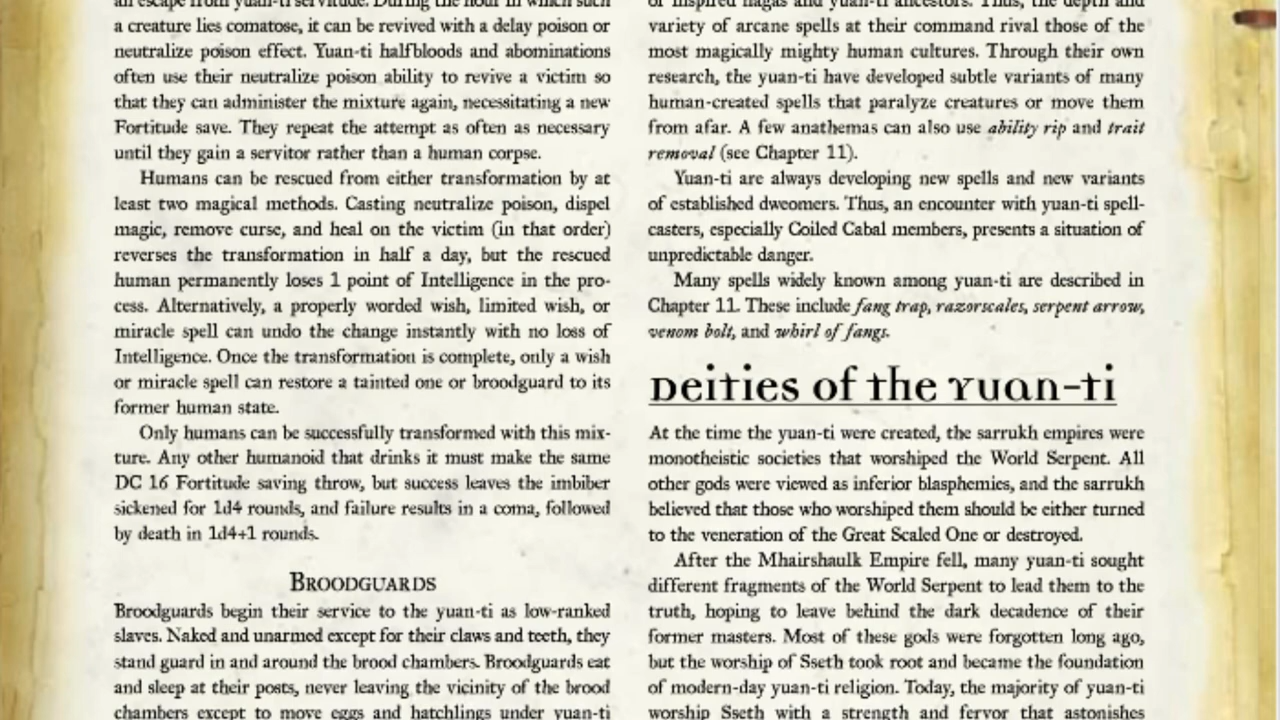 an escape from yuan-ti servitude. During the hour in which such
a creature lies comatose, it can be revived with a delay poison or
neutralize poison effect. Yuan-ti halfbloods and abominations
often use their neutralize poison ability to revive a victim so
that they can administer the mixture again, necessitating a new
Fortitude save. They repeat the attempt as often as necessary
until they gain a servitor rather than a human corpse.
Humans can be rescued from either transformation by at
least two magical methods. Casting neutralize poison, dispel
magic, remove curse, and heal on the victim (in that order)
reverses the transformation in half a day, but the rescued
human permanently loses 1 point of Intelligence in the pro-
cess. Alternatively, a properly worded wish, limited wish, or
miracle spell can undo the change instantly with no loss of
Intelligence. Once the transformation is complete, only a wish
or miracle spell can restore a tainted one or broodguard to its
former human state.
Only humans can be successfully transformed with this mix-
ture. Any other humanoid that drinks it must make the same
DC 16 Fortitude saving throw, but success leaves the imbiber
sickened for 1d4 rounds, and failure results in a coma, followed
by death in 1d4+1 rounds.
Broodguards
Broodguards begin their service to the yuan-ti as low-ranked
slaves. Naked and unarmed except for their claws and teeth, they
stand guard in and around the brood chambers. Broodguards eat
and sleep at their posts, never leaving the vicinity of the brood
chambers except to move eggs and hatchlings under yuan-ti
of inspired nagas and yuan-ti ancestors. Thus, the depth and
variety of arcane spells at their command rival those of the
most magically mighty human cultures. Through their own
research, the yuan-ti have developed subtle variants of many
human-created spells that paralyze creatures or move them
from afar. A few anathemas can also use ability rip and trait
removal (see Chapter 11).
Yuan-ti are always developing new spells and new variants
of established dweomers. Thus, an encounter with yuan-ti spell-
casters, especially Coiled Cabal members, presents a situation of
unpredictable danger.
Many spells widely known among yuan-ti are described in
Chapter 11. These include fang trap, razorscales, serpent arrow,
venom bolt, and whirl of fangs.
Deities of the Yuan-ti
At the time the yuan-ti were created, the sarrukh empires were
monotheistic societies that worshiped the World Serpent. All
other gods were viewed as inferior blasphemies, and the sarrukh
believed that those who worshiped them should be either turned
to the veneration of the Great Scaled One or destroyed.
After the Mhairshaulk Empire fell, many yuan-ti sought
different fragments of the World Serpent to lead them to the
truth, hoping to leave behind the dark decadence of their
former masters. Most of these gods were forgotten long ago,
but the worship of Sseth took root and became the foundation
of modern-day yuan-ti religion. Today, the majority of yuan-ti
worship Sseth with a strength and fervor that astonishes